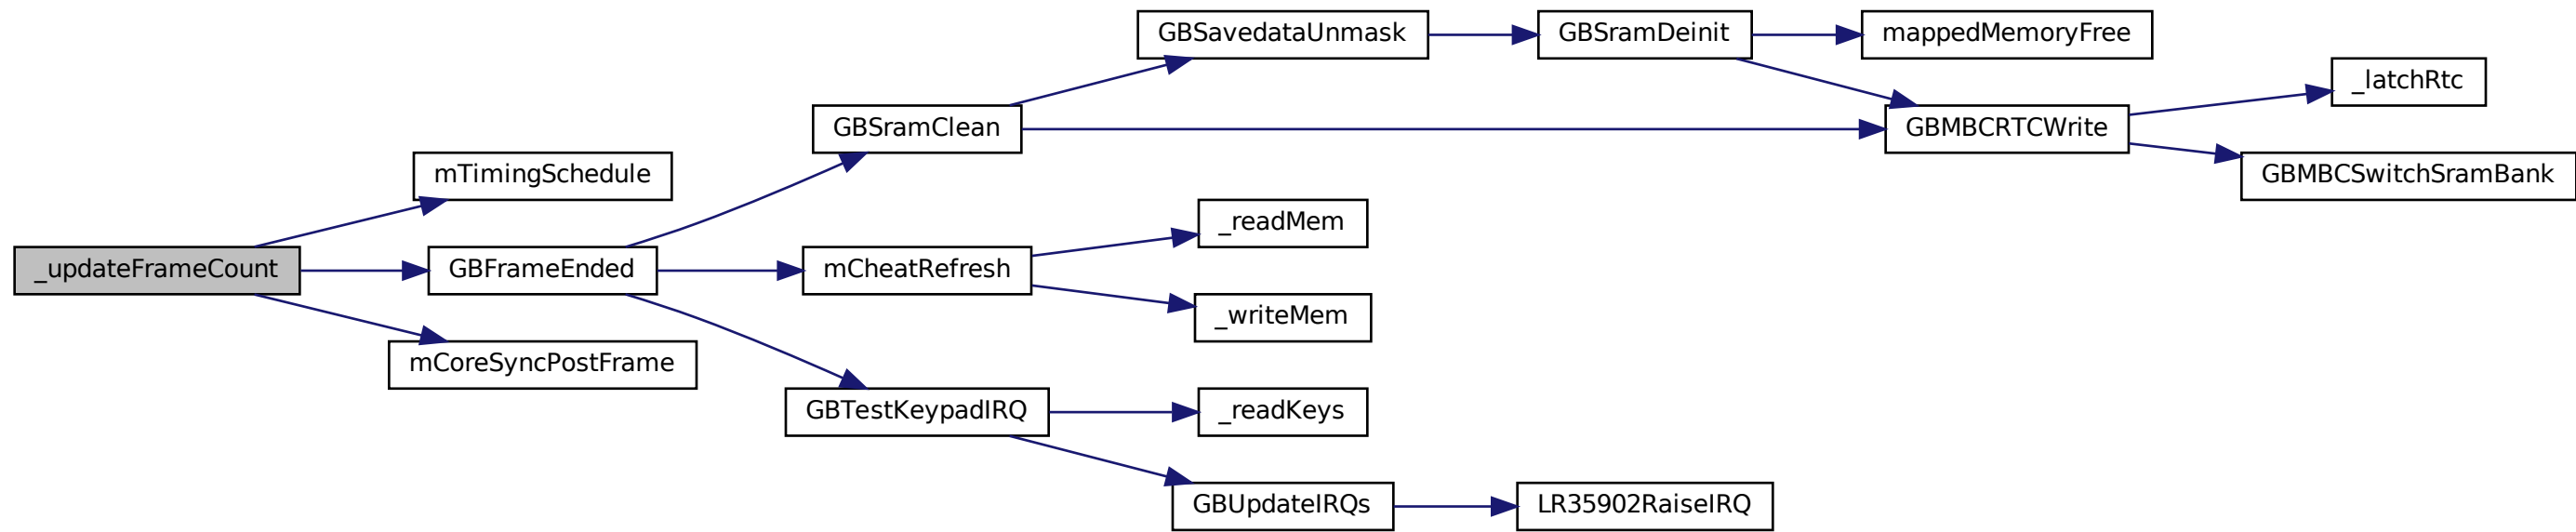 GBSavedataUnmask
GBSramDeinit
mappedMemoryFree
_latchRtc
GBSramClean
GBMBCRTCWrite
mTimingSchedule
GBMBCSwitchSramBank
_readMem
_updateFrameCount
GBFrameEnded
mCheatRefresh
_writeMem
mCoreSyncPostFrame
GBTestKeypadIRQ
_readKeys
GBUpdateIRQs
LR35902RaiseIRQ